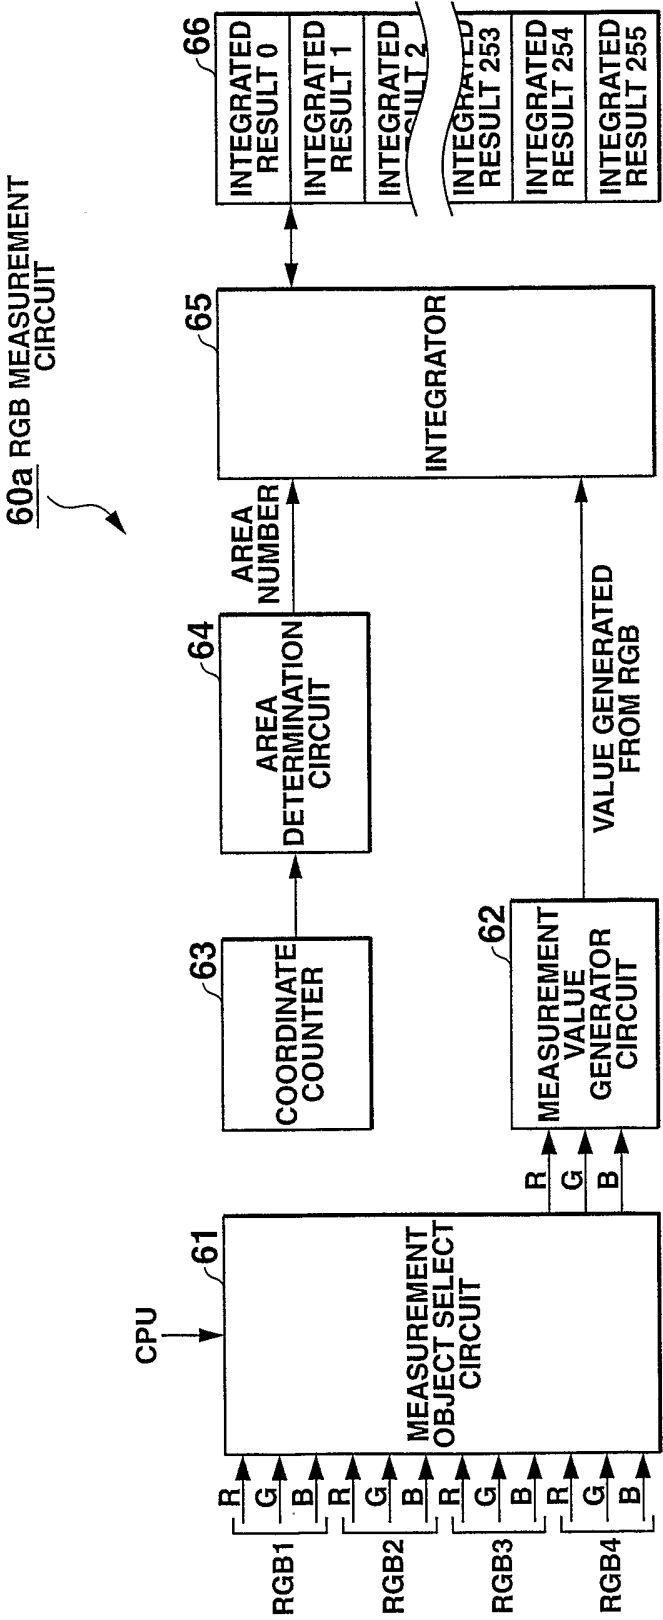 60a RGB MEASUREMENT
CIRCUIT
CPU
RGB1
R
G
B
RGB2
R
G
B
RGB3
R
G
B
RGB4
R
G
B
61
MEASUREMENT
OBJECT SELECT
CIRCUIT
R
G
B
63
COORDINATE
COUNTER
62
MEASUREMENT
VALUE
GENERATOR
CIRCUIT
64
AREA
DETERMINATION
CIRCUIT
AREA
NUMBER
VALUE GENERATED
FROM RGB
65
INTEGRATOR
66
INTEGRATED
RESULT 0
INTEGRATED
RESULT 1
INTEGRATED
RESULT 2
INTEGRATED
RESULT 253
INTEGRATED
RESULT 254
INTEGRATED
RESULT 255